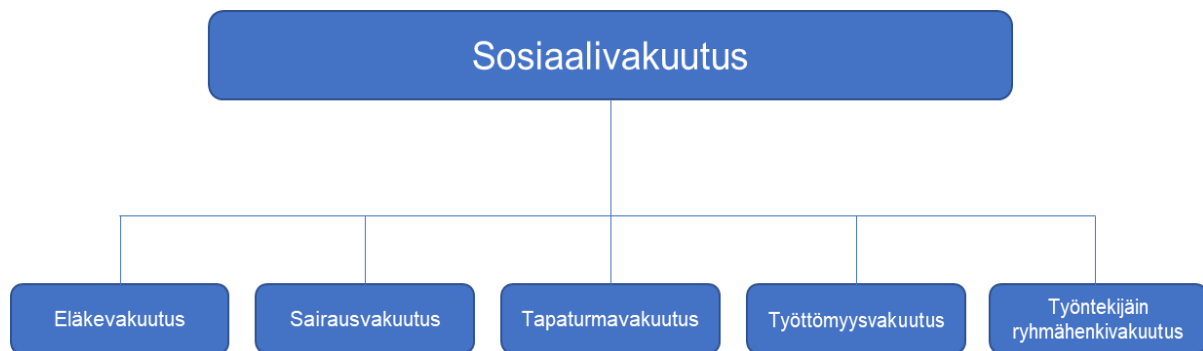 Sosiaalivakuutus
Eläkevakuutus
Sairausvakuutus
Tapaturmavakuutus
Työttömyysvakuutus
Työntekijäin
ryhmähenkivakuutus